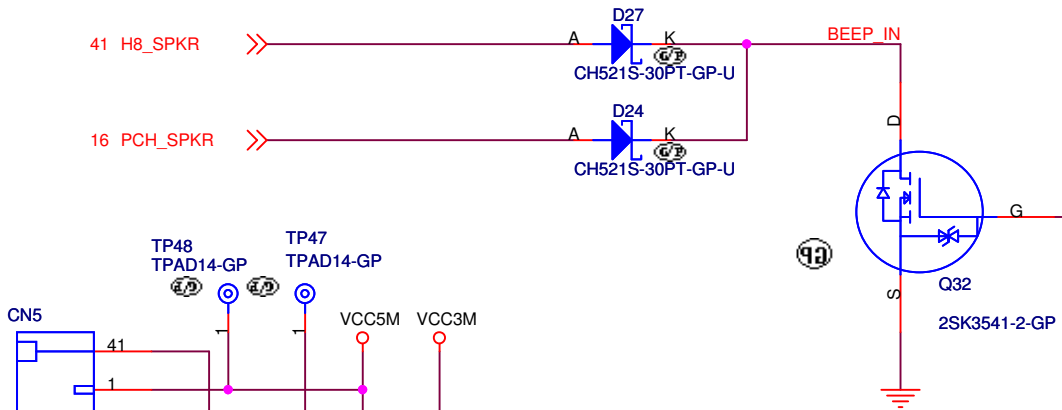 D27
41 H8_SPKR
A
K
BEEP_IN
G/P
CH521S-30PT-GP-U
D24
16 PCH_SPKR
A
K
G/P
CH521S-30PT-GP-U
D
G
GP
S
Q32
2SK3541-2-GP
TP48
TPAD14-GP
TP47
TPAD14-GP
1
1
VCC5M
VCC3M
CN5
41
1